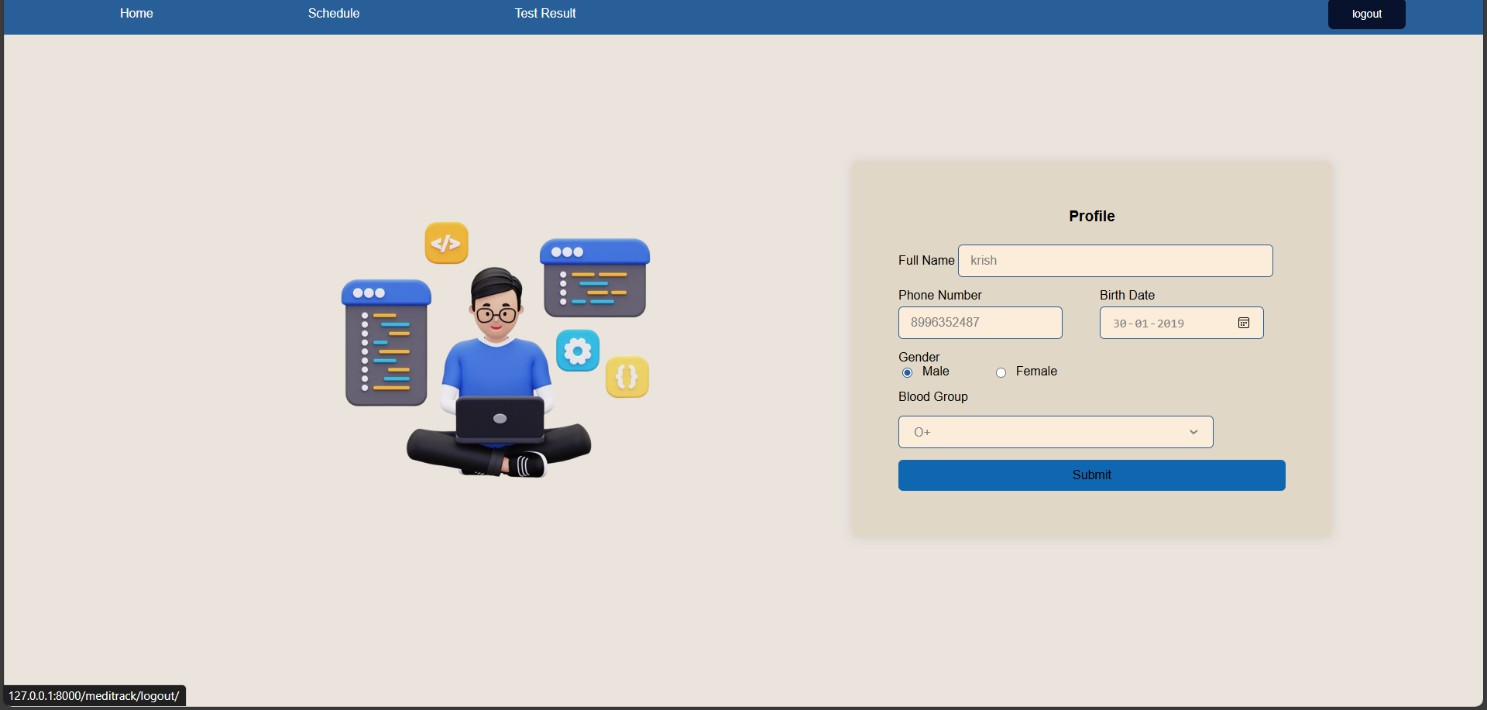 Home Schedule Test Result logout
</>
Profile
Full Name krish
Phone Number Birth Date
8996352487 30-01-2019
Gender
Male Female
Blood Group
O+
Submit
{}
127.0.0.1:8000/meditrack/logout/